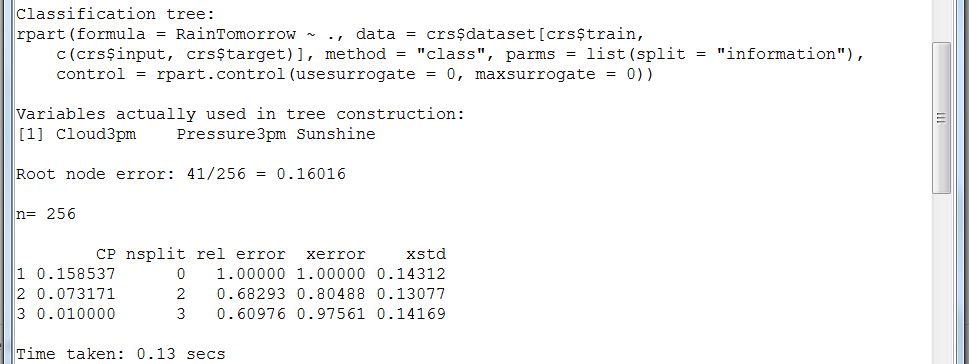 Classification tree:
rpart(formula = RainTomorrow ~ ., data = crs$dataset[crs$train,
    c(crs$input, crs$target)], method = "class", parms = list(split = "information"),
    control = rpart.control(usesurrogate = 0, maxsurrogate = 0))

Variables actually used in tree construction:
[1] Cloud3pm    Pressure3pm Sunshine

Root node error: 41/256 = 0.16016

n= 256

        CP nsplit rel error  xerror    xstd
1 0.158537      0   1.00000 1.00000 0.14312
2 0.073171      2   0.68293 0.80488 0.13077
3 0.010000      3   0.60976 0.97561 0.14169

Time taken: 0.13 secs